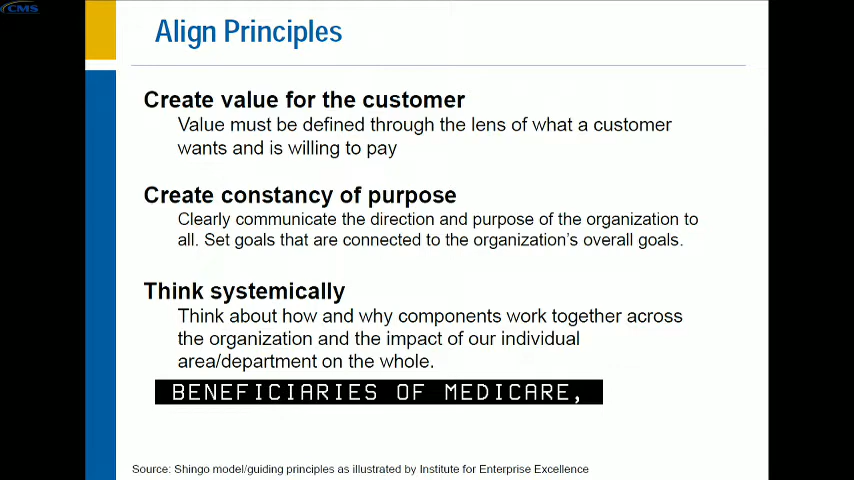 CMS
Align Principles
Create value for the customer
Value must be defined through the lens of what a customer
wants and is willing to pay
Create constancy of purpose
Clearly communicate the direction and purpose of the organization to
all. Set goals that are connected to the organization's overall goals.
Think systemically
Think about how and why components work together across
the organization and the impact of our individual
area/department on the whole.
BENEFICIARIES OF MEDICARE,
Source: Shingo model/guiding principles as illustrated by Institute for Enterprise Excellence